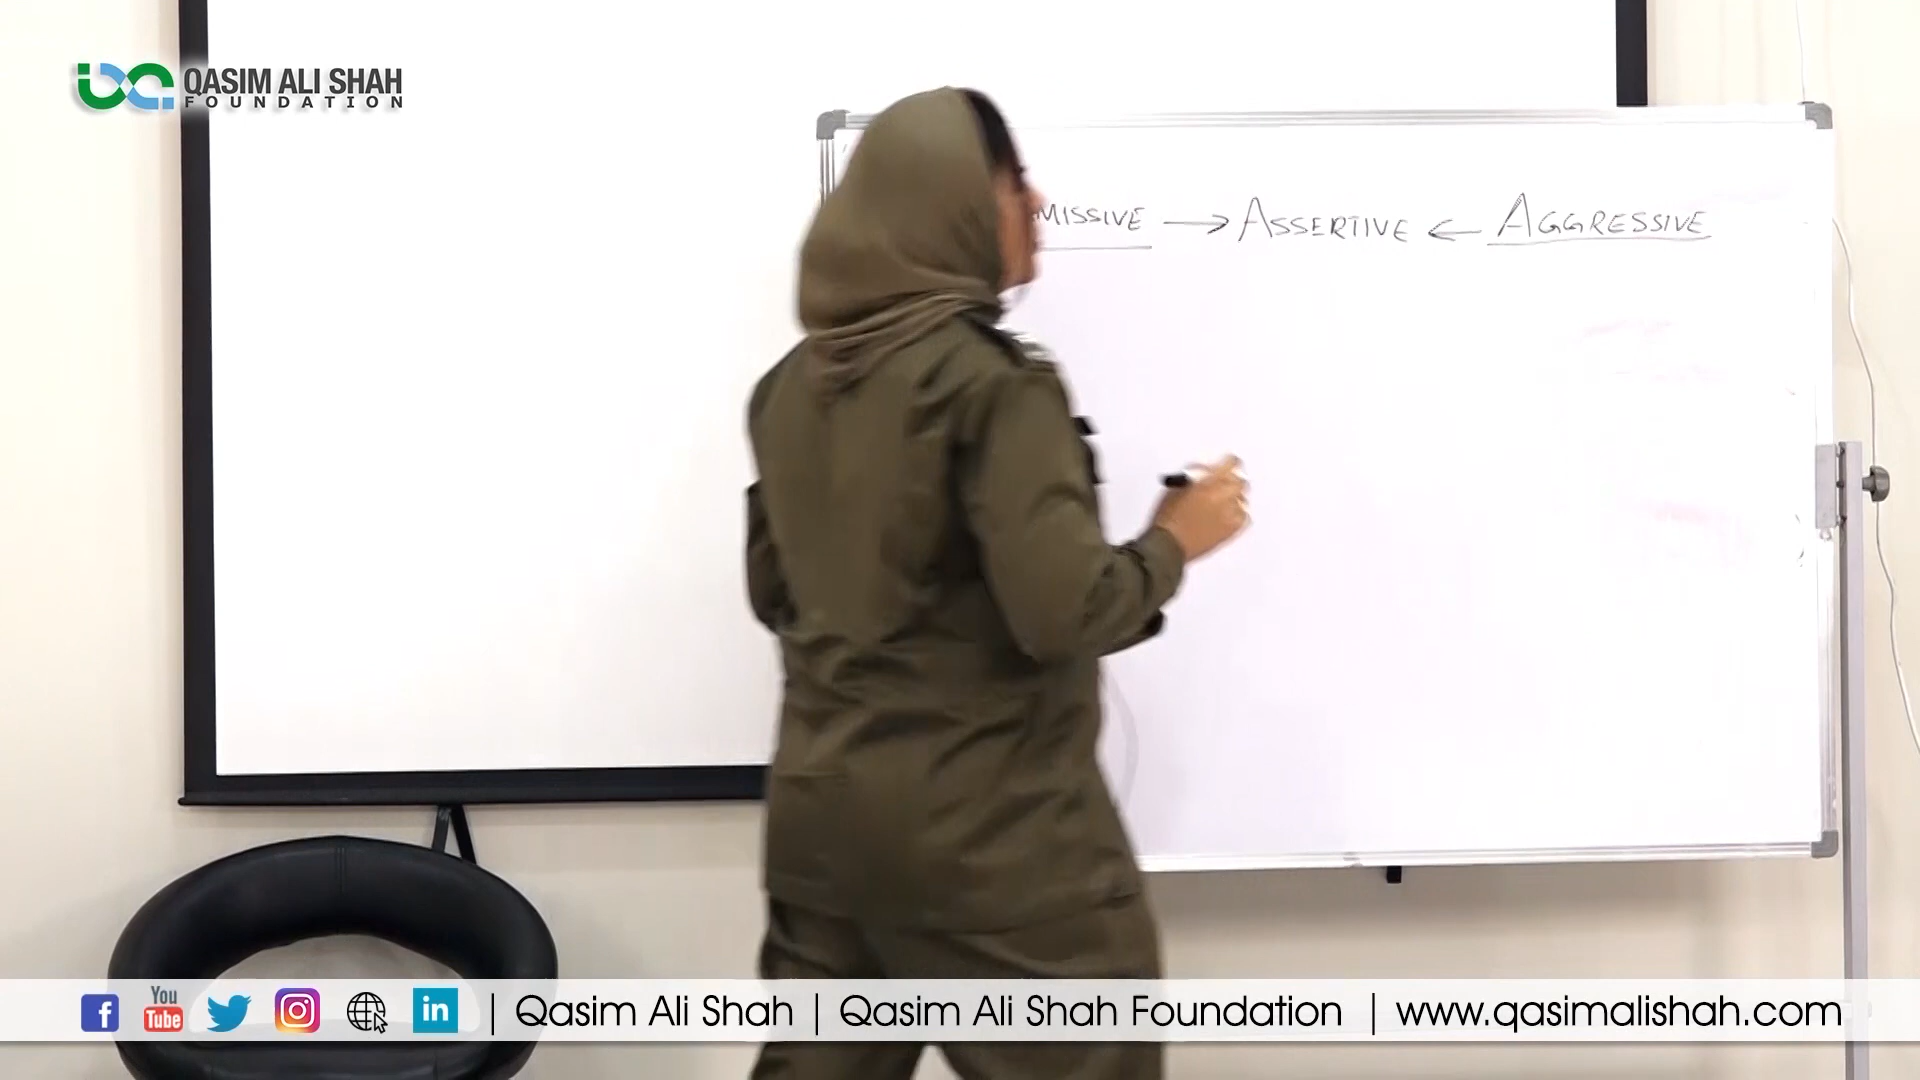 QASIM ALI SHAH
FOUNDATION
MISSIVE → ASSERTIVE ← AGGRESSIVE
You
Tube
in | Qasim Ali Shah | Qasim Ali Shah Foundation | www.qasimalishah.com